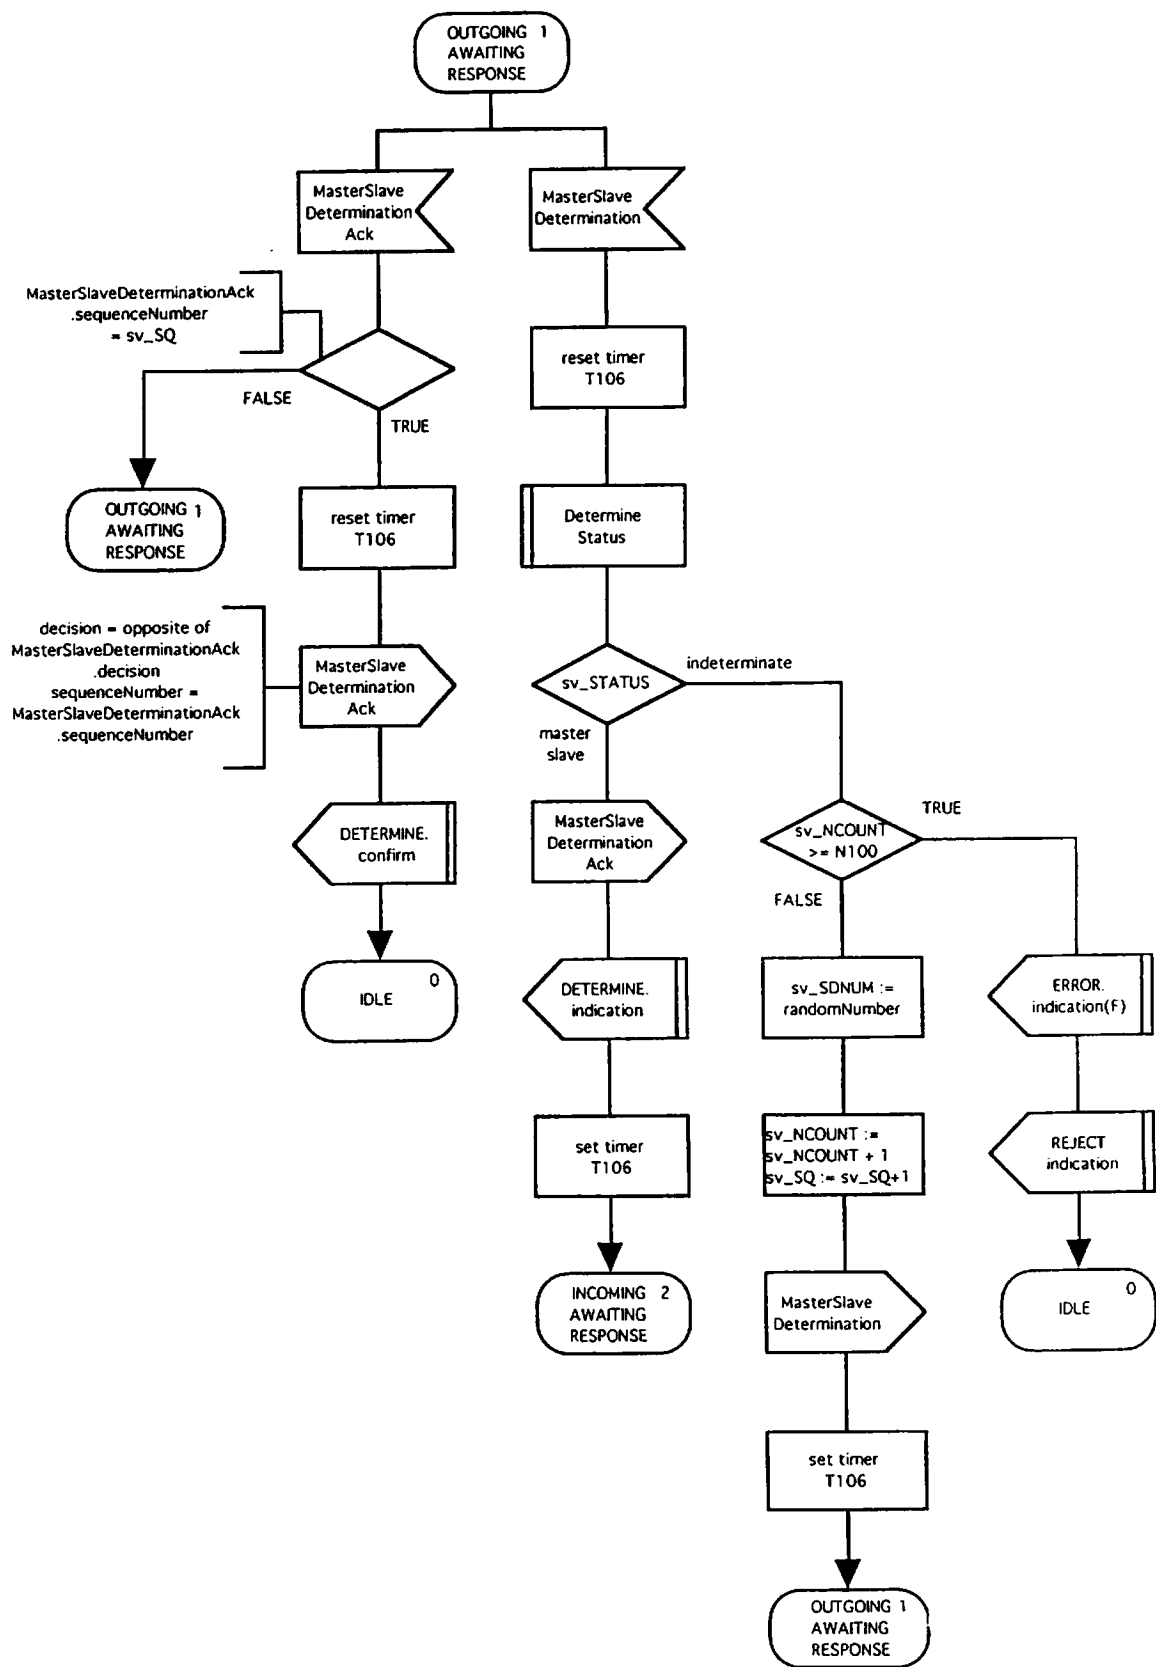 OUTGOING 1
AWAITING
RESPONSE
MasterSlave
Determination
Ack
MasterSlave
Determination
MasterSlaveDeterminationAck
.sequenceNumber
= sv_SQ
FALSE
TRUE
reset timer
T106
OUTGOING 1
AWAITING
RESPONSE
reset timer
T106
Determine
Status
decision = opposite of
MasterSlaveDeterminationAck
.decision
sequenceNumber =
MasterSlaveDeterminationAck
.sequenceNumber
MasterSlave
Determination
Ack
sv_STATUS
indeterminate
master
slave
DETERMINE.
confirm
MasterSlave
Determination
Ack
sv_NCOUNT
>= N100
TRUE
FALSE
IDLE 0
DETERMINE.
indication
sv_SDNUM :=
randomNumber
ERROR.
indication(F)
set timer
T106
sv_NCOUNT :=
sv_NCOUNT + 1
sv_SQ := sv_SQ+1
REJECT
indication
INCOMING 2
AWAITING
RESPONSE
MasterSlave
Determination
IDLE 0
set timer
T106
OUTGOING 1
AWAITING
RESPONSE